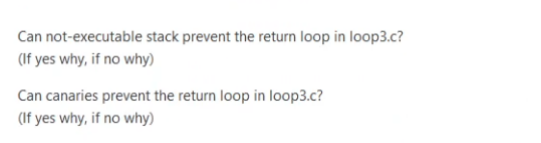 Can not-executable stack prevent the return loop in loop3.c?
(If yes why, if no why)
Can canaries prevent the return loop in loop3.c?
(If yes why, if no why)